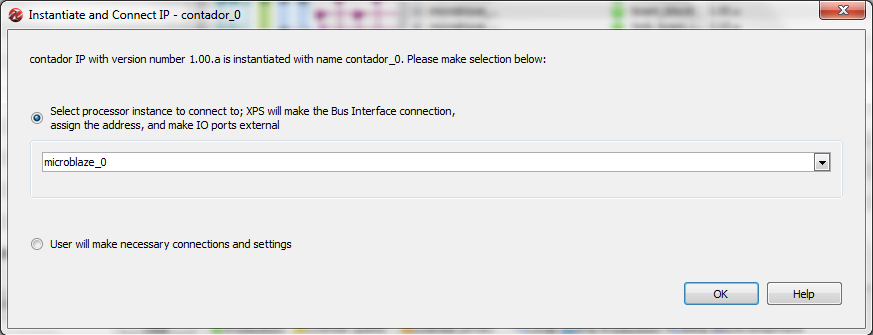 Instantiate and Connect IP - contador_0
contador IP with version number 1.00.a is instantiated with name contador_0. Please make selection below:
Select processor instance to connect to; XPS will make the Bus Interface connection,
assign the address, and make IO ports external
microblaze_0
User will make necessary connections and settings
OK
Help